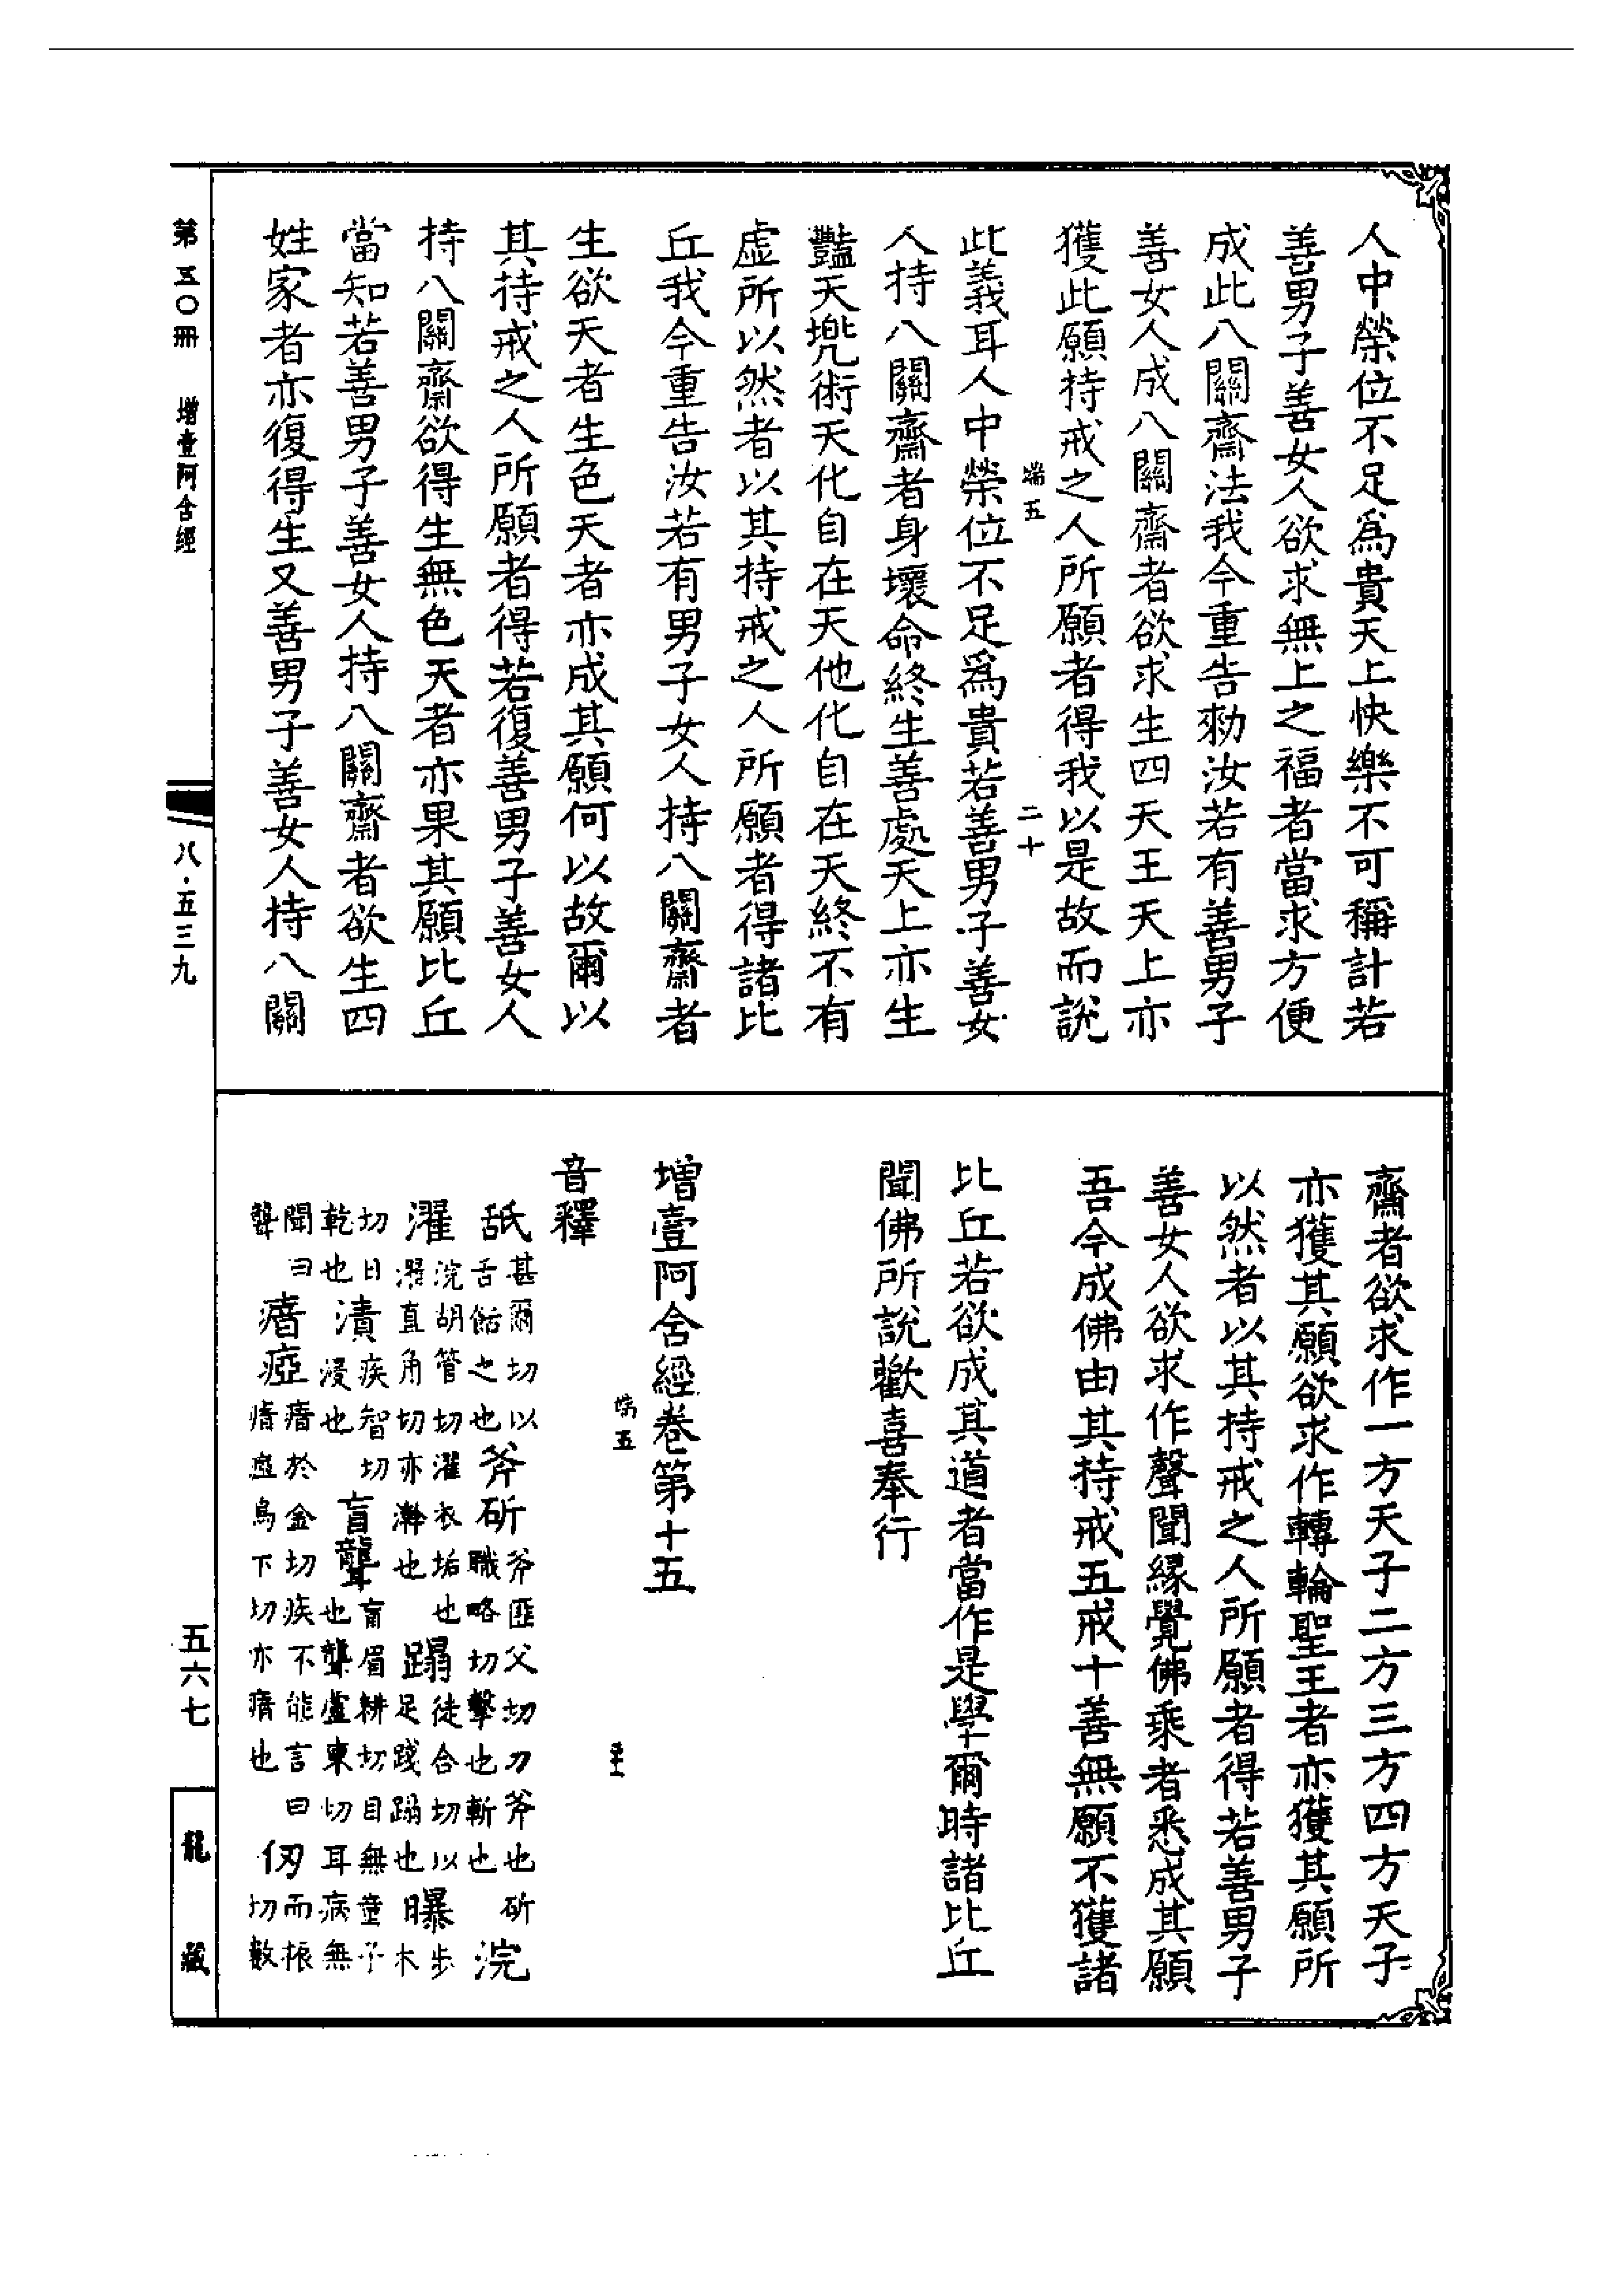 人中榮位不足爲貴天上快樂不可稱計若
善男子善女人欲求無上之福者當求方便
成此八關齋法我今重告勑汝若有善男子
善女人成八關齋者欲求生四天王天上亦
獲此願持戒之人所願者得我以是故而說
端五 二十
此義耳人中榮位不足爲貴若善男子善女
人持八關齋者身壞命終生善處天上亦生
豔天兠術天化自在天他化自在天終不有
虛所以然者以其持戒之人所願者得諸比
丘我今重告汝若有男子女人持八關齋者
生欲天者生色天者亦成其願何以故爾以
其持戒之人所願者得若復善男子善女人
持八關齋欲得生無色天者亦果其願比丘
當知若善男子善女人持八關齋者欲生四
姓家者亦復得生又善男子善女人持八關
齋者欲求作一方天子二方三方四方天子
亦獲其願欲求作轉輪聖王者亦獲其願所
以然者以其持戒之人所願者得若善男子
善女人欲求作聲聞緣覺佛乘者悉成其願
吾今成佛由其持戒五戒十善無願不獲諸
比丘若欲成其道者當作是學爾時諸比丘
聞佛所說歡喜奉行
增壹阿含經卷第十五
端五
音釋
舐甚爾切以舌餂之也 斧斫斧匪父切刀斧也斫職略切擊也斬也 浣
濯浣胡管切濯衣垢也濯直角切亦澣也 蹋徒合切以足踐蹋也 曝步木
切日乾也 漬疾智切浸也 盲聾盲眉耕切目無童子也聾盧東切耳病無
聞曰聾 瘖瘂瘖於金切疾不能言曰瘖瘂烏下切亦瘖也 仞而振切數
第五〇冊 增壹阿含經
八·五三九
五六七
龍藏